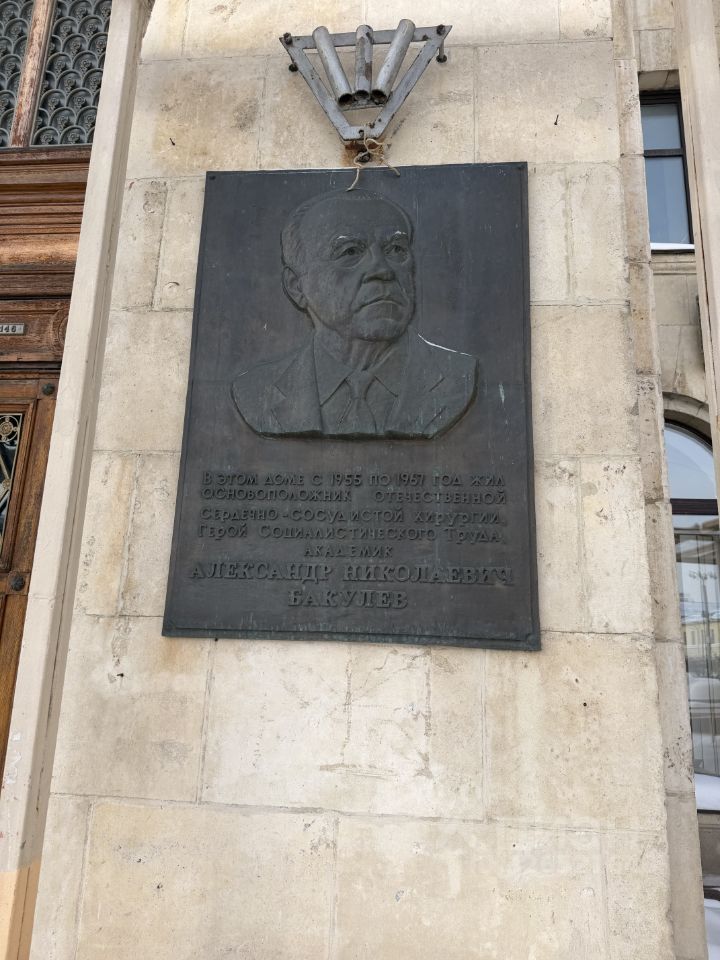 В ЭТОМ ДОМЕ С 1955 ПО 1967 ГОД ЖИЛ
ОСНОВОПОЛОЖНИК ОТЕЧЕСТВЕННОЙ
СЕРДЕЧНО-СОСУДИСТОЙ ХИРУРГИИ,
ГЕРОЙ СОЦИАЛИСТИЧЕСКОГО ТРУДА,
АКАДЕМИК
АЛЕКСАНДР НИКОЛАЕВИЧ
БАКУЛЕВ
146